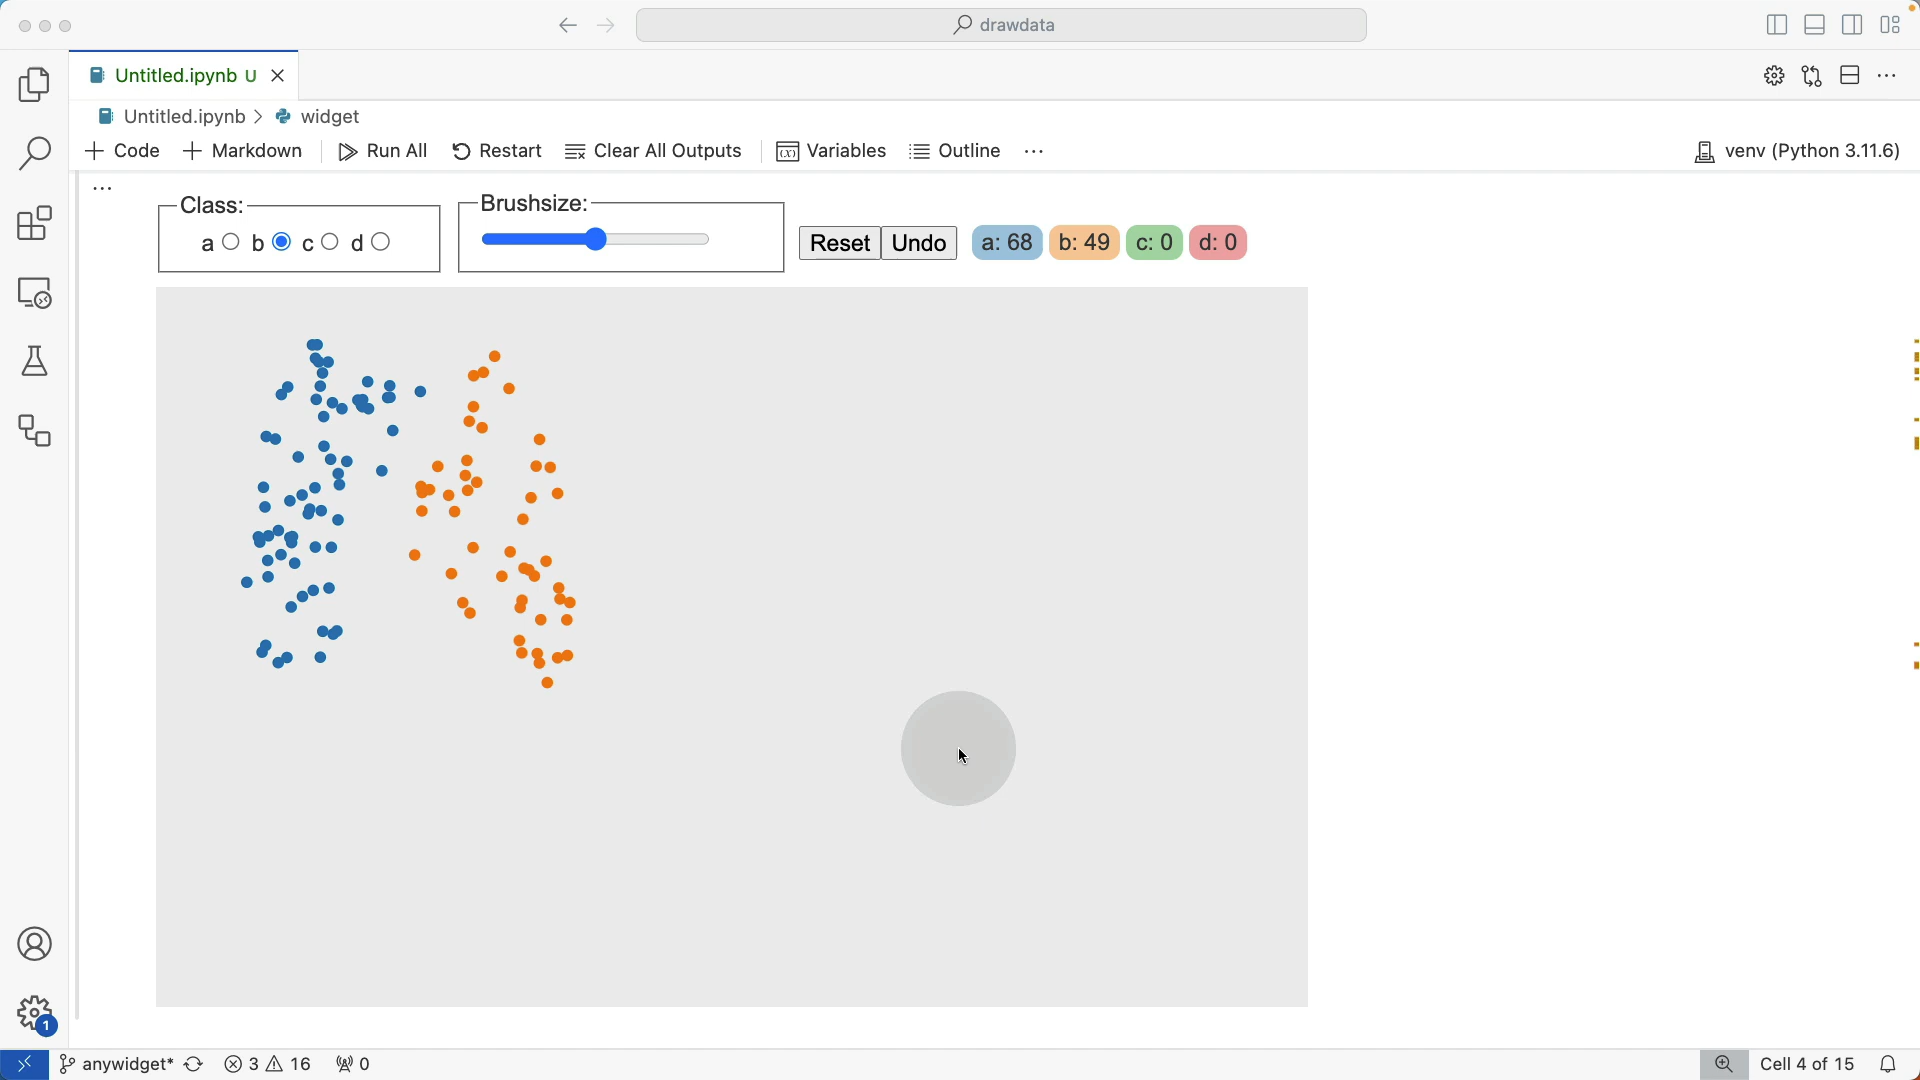 drawdata
Untitled.ipynb U
Untitled.ipynb > widget
+ Code + Markdown Run All Restart Clear All Outputs (x) Variables Outline ... venv (Python 3.11.6)
...
Class: Brushsize:
a b c d Reset Undo a: 68 b: 49 c: 0 d: 0
1
anywidget* 3 16 0 Cell 4 of 15